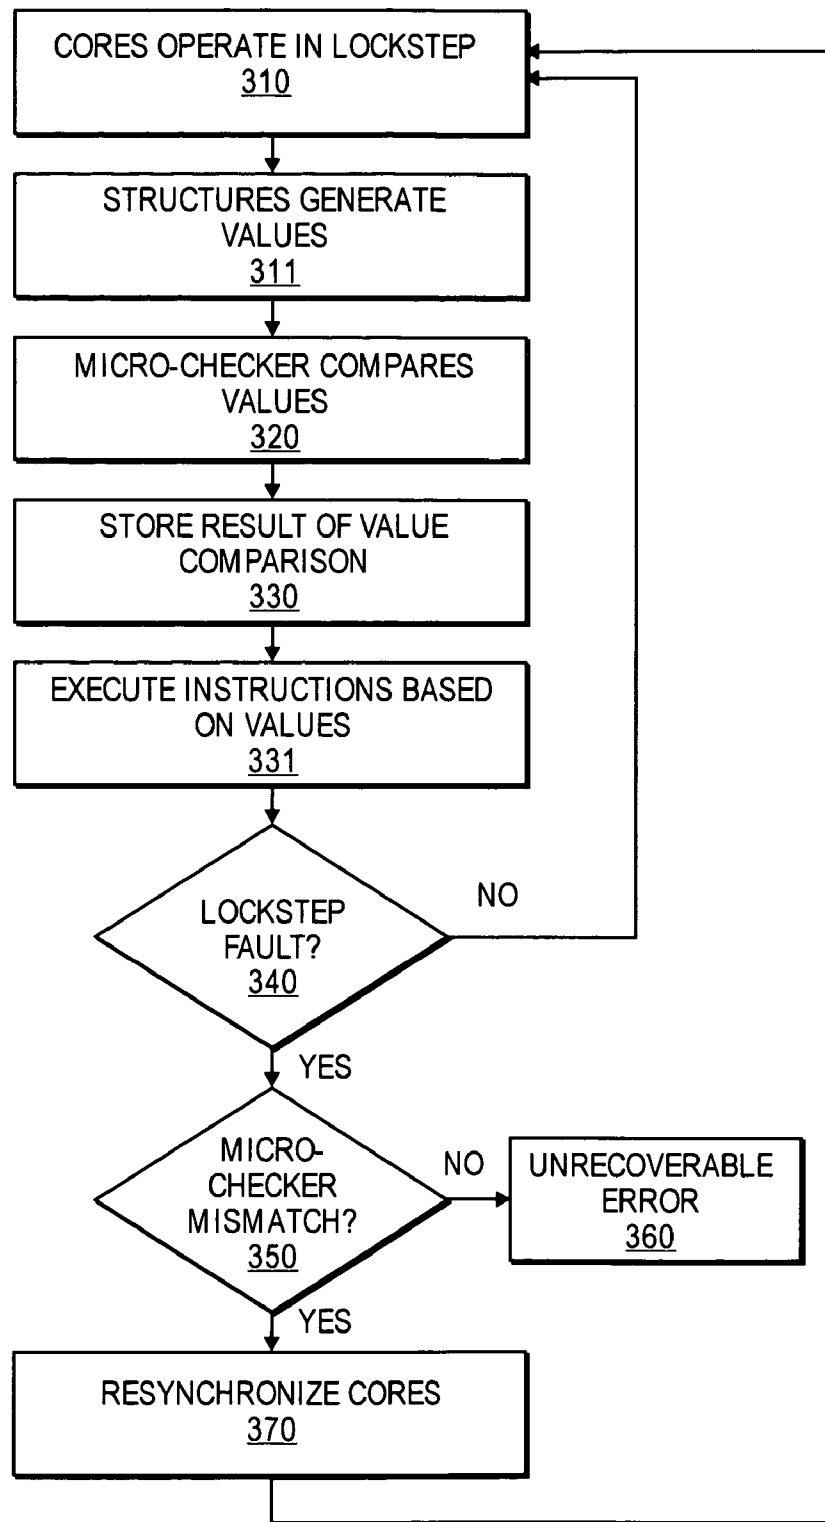 CORES OPERATE IN LOCKSTEP
310
STRUCTURES GENERATE
VALUES
311
MICRO-CHECKER COMPARES
VALUES
320
STORE RESULT OF VALUE
COMPARISON
330
EXECUTE INSTRUCTIONS BASED
ON VALUES
331
LOCKSTEP
FAULT?
340
NO
YES
MICRO-
CHECKER
MISMATCH?
350
NO
UNRECOVERABLE
ERROR
360
YES
RESYNCHRONIZE CORES
370